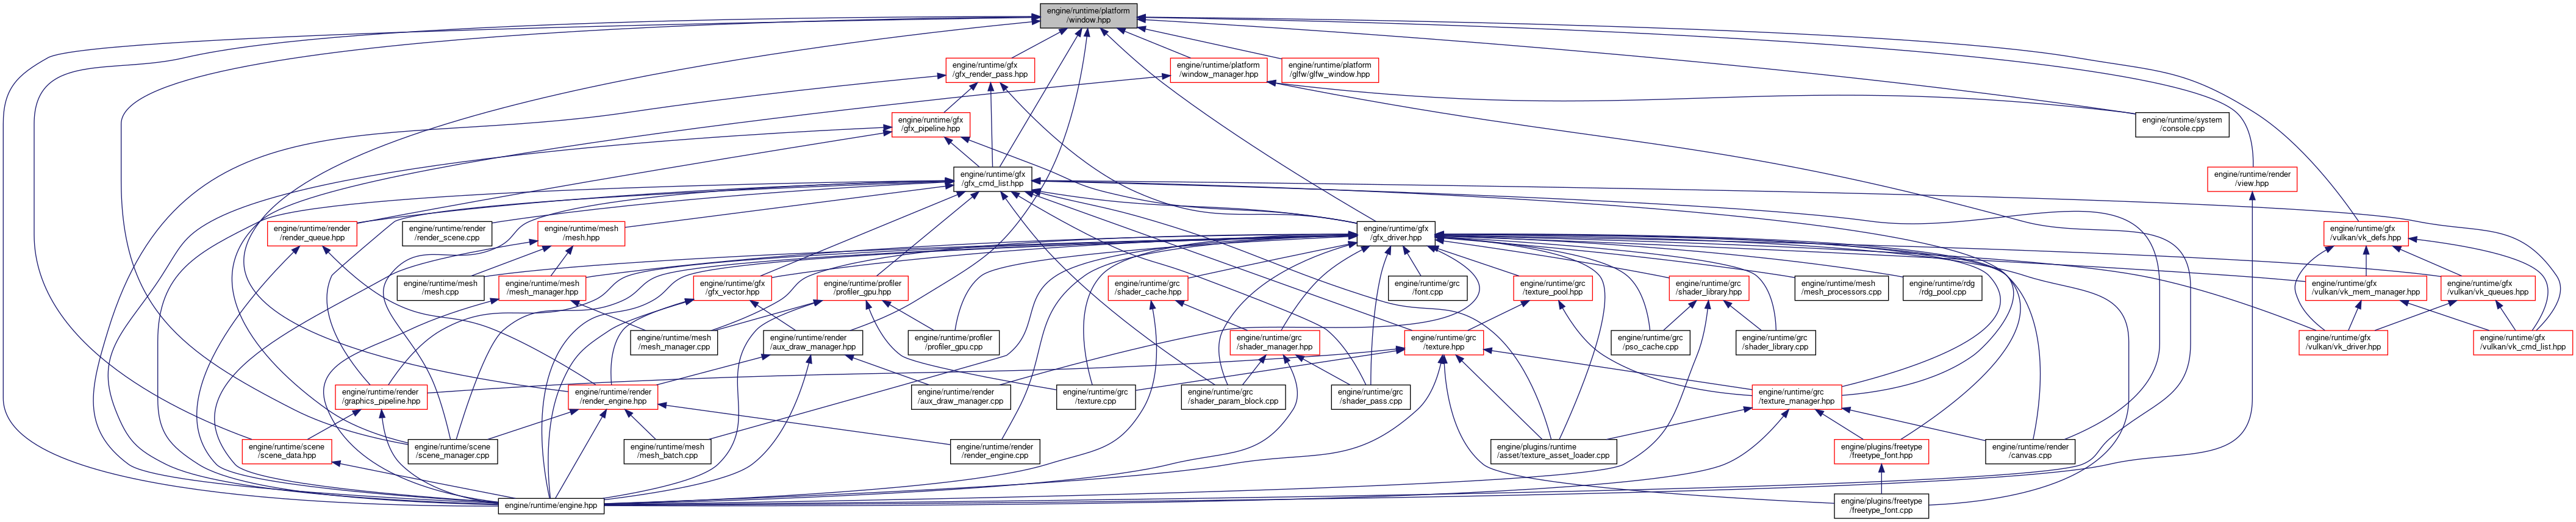 engine/runtime/platform
/window.hpp
engine/runtime/gfx
/gfx_render_pass.hpp
engine/runtime/platform
/window_manager.hpp
engine/runtime/platform
/glfw/glfw_window.hpp
engine/runtime/gfx
/gfx_pipeline.hpp
engine/runtime/system
/console.cpp
engine/runtime/gfx
/gfx_cmd_list.hpp
engine/runtime/render
/view.hpp
engine/runtime/render
/render_queue.hpp
engine/runtime/render
/render_scene.cpp
engine/runtime/mesh
/mesh.hpp
engine/runtime/gfx
/gfx_driver.hpp
engine/runtime/gfx
/vulkan/vk_defs.hpp
engine/runtime/mesh
/mesh.cpp
engine/runtime/mesh
/mesh_manager.hpp
engine/runtime/gfx
/gfx_vector.hpp
engine/runtime/profiler
/profiler_gpu.hpp
engine/runtime/grc
/shader_cache.hpp
engine/runtime/grc
/font.cpp
engine/runtime/grc
/texture_pool.hpp
engine/runtime/grc
/shader_library.hpp
engine/runtime/mesh
/mesh_processors.cpp
engine/runtime/rdg
/rdg_pool.cpp
engine/runtime/gfx
/vulkan/vk_mem_manager.hpp
engine/runtime/gfx
/vulkan/vk_queues.hpp
engine/runtime/mesh
/mesh_manager.cpp
engine/runtime/render
/aux_draw_manager.hpp
engine/runtime/profiler
/profiler_gpu.cpp
engine/runtime/grc
/shader_manager.hpp
engine/runtime/grc
/texture.hpp
engine/runtime/grc
/pso_cache.cpp
engine/runtime/grc
/shader_library.cpp
engine/runtime/gfx
/vulkan/vk_driver.hpp
engine/runtime/gfx
/vulkan/vk_cmd_list.hpp
engine/runtime/render
/graphics_pipeline.hpp
engine/runtime/render
/render_engine.hpp
engine/runtime/render
/aux_draw_manager.cpp
engine/runtime/grc
/texture.cpp
engine/runtime/grc
/shader_param_block.cpp
engine/runtime/grc
/shader_pass.cpp
engine/runtime/grc
/texture_manager.hpp
engine/runtime/scene
/scene_data.hpp
engine/runtime/scene
/scene_manager.cpp
engine/runtime/mesh
/mesh_batch.cpp
engine/runtime/render
/render_engine.cpp
engine/plugins/runtime
/asset/texture_asset_loader.cpp
engine/plugins/freetype
/freetype_font.hpp
engine/runtime/render
/canvas.cpp
engine/runtime/engine.hpp
engine/plugins/freetype
/freetype_font.cpp